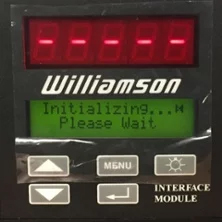 -----
Williamson
Initializing...
Please Wait
MENU
INTERFACE
MODULE